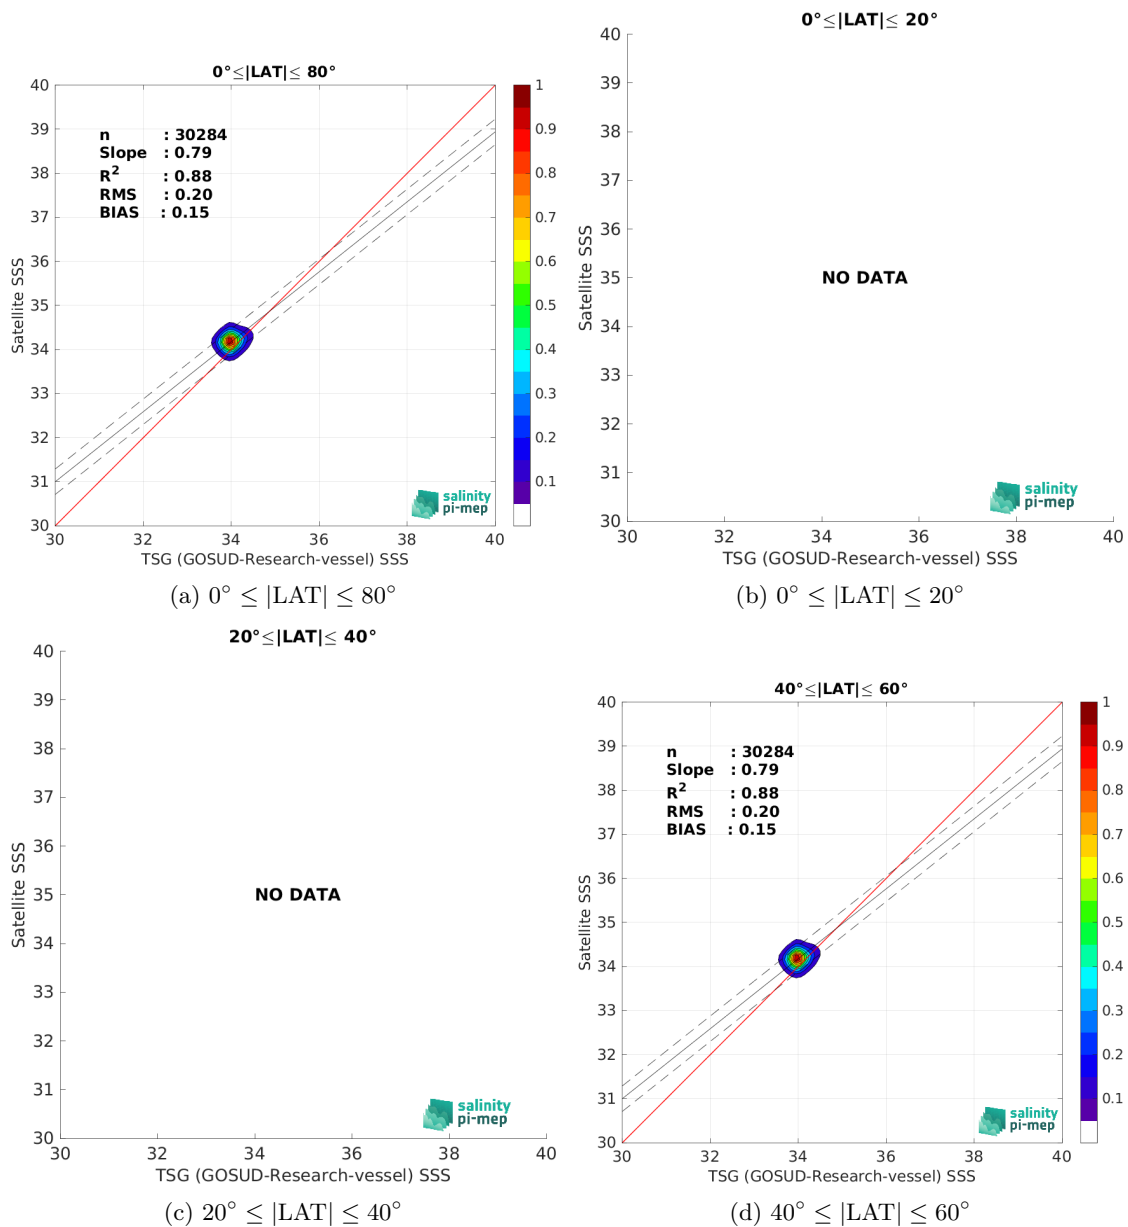 0°≤|LAT|≤ 80°
40
39
38
37
36
35
34
33
32
31
30
Satellite SSS
n : 30284
Slope : 0.79
R² : 0.88
RMS : 0.20
BIAS : 0.15
salinity
pi-mep
30 32 34 36 38 40
TSG (GOSUD-Research-vessel) SSS
1
0.9
0.8
0.7
0.6
0.5
0.4
0.3
0.2
0.1
(a) 0° ≤ |LAT| ≤ 80°
0°≤|LAT|≤ 20°
40
39
38
37
36
35
34
33
32
31
30
Satellite SSS
NO DATA
salinity
pi-mep
30 32 34 36 38 40
TSG (GOSUD-Research-vessel) SSS
(b) 0° ≤ |LAT| ≤ 20°
20°≤|LAT|≤ 40°
40
39
38
37
36
35
34
33
32
31
30
Satellite SSS
NO DATA
salinity
pi-mep
30 32 34 36 38 40
TSG (GOSUD-Research-vessel) SSS
(c) 20° ≤ |LAT| ≤ 40°
40°≤|LAT|≤ 60°
40
39
38
37
36
35
34
33
32
31
30
Satellite SSS
n : 30284
Slope : 0.79
R² : 0.88
RMS : 0.20
BIAS : 0.15
salinity
pi-mep
30 32 34 36 38 40
TSG (GOSUD-Research-vessel) SSS
1
0.9
0.8
0.7
0.6
0.5
0.4
0.3
0.2
0.1
(d) 40° ≤ |LAT| ≤ 60°